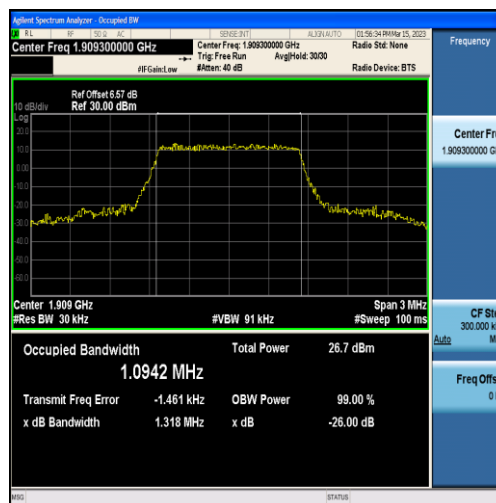 Agilent Spectrum Analyzer - Occupied BW
RL RF 50 Ω AC SENSE:INT ALIGN AUTO 01:56:34 PM Mar 15, 2023
Center Freq 1.909300000 GHz
Center Freq: 1.909300000 GHz
Radio Std: None
Trig: Free Run
Avg|Hold: 30/30
#IFGain:Low
#Atten: 40 dB
Radio Device: BTS
Frequency
Ref Offset 6.57 dB
10 dB/div Ref 30.00 dBm
Log
20.0
10.0
0.00
-10.0
-20.0
-30.0
-40.0
-50.0
-60.0
Center Fr
1.909300000 G
Center 1.909 GHz
Span 3 MHz
#Res BW 30 kHz
#VBW 91 kHz
#Sweep 100 ms
CF Ste
300.000 k
Auto M
Occupied Bandwidth
Total Power 26.7 dBm
1.0942 MHz
Transmit Freq Error -1.461 kHz OBW Power 99.00 %
x dB Bandwidth 1.318 MHz x dB -26.00 dB
Freq Offs
0
MSG
STATUS